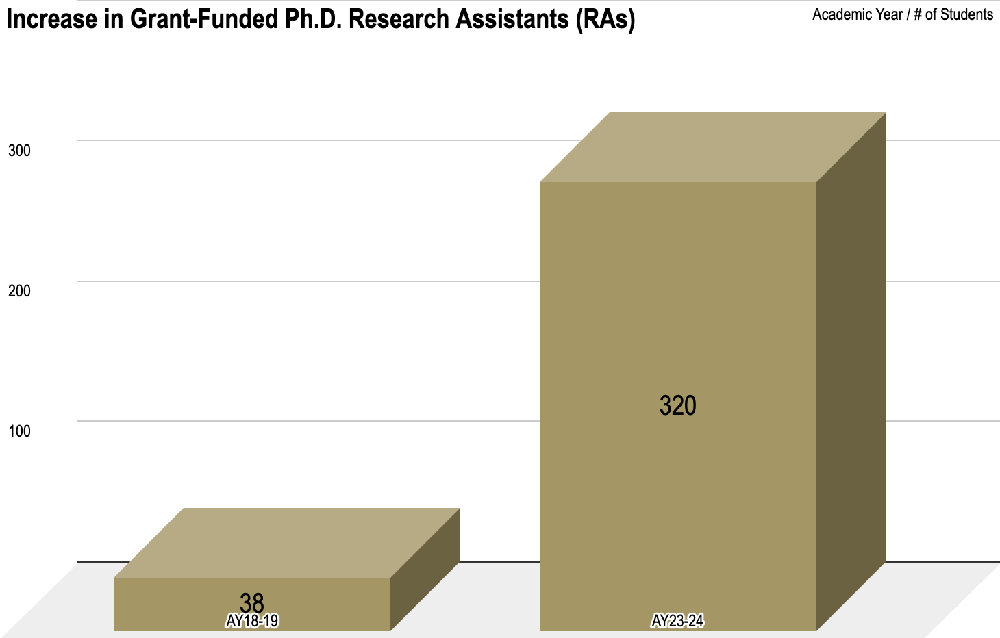 Increase in Grant-Funded Ph.D. Research Assistants (RAs)
Academic Year / # of Students
300
200
100
320
38
AY18-19
AY23-24